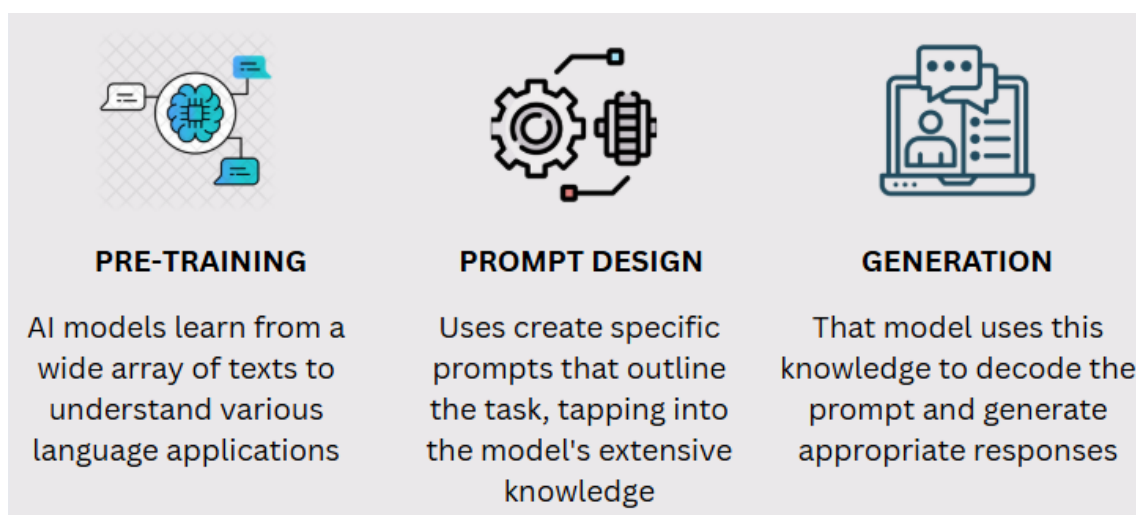 PRE-TRAINING
AI models learn from a
wide array of texts to
understand various
language applications
PROMPT DESIGN
Uses create specific
prompts that outline
the task, tapping into
the model's extensive
knowledge
GENERATION
That model uses this
knowledge to decode the
prompt and generate
appropriate responses